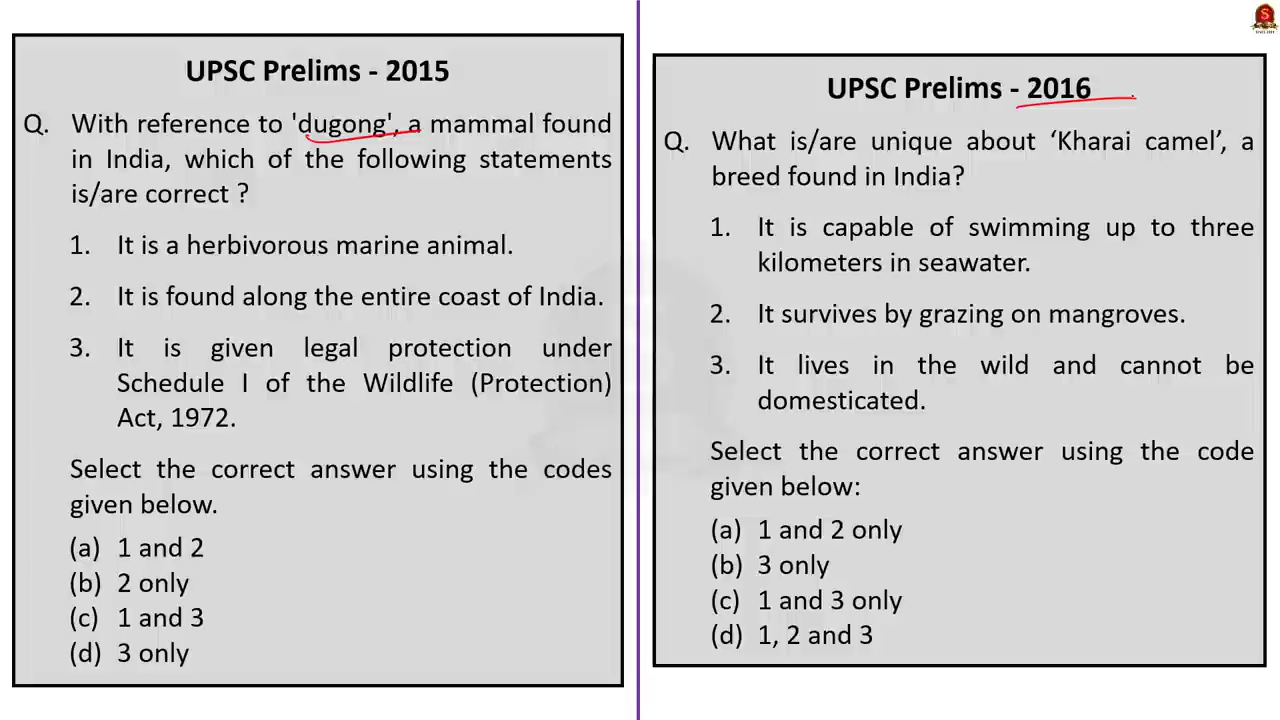 UPSC Prelims - 2015
Q. With reference to 'dugong', a mammal found
in India, which of the following statements
is/are correct ?
1. It is a herbivorous marine animal.
2. It is found along the entire coast of India.
3. It is given legal protection under
Schedule I of the Wildlife (Protection)
Act, 1972.
Select the correct answer using the codes
given below.
(a) 1 and 2
(b) 2 only
(c) 1 and 3
(d) 3 only
UPSC Prelims - 2016
Q. What is/are unique about ‘Kharai camel’, a
breed found in India?
1. It is capable of swimming up to three
kilometers in seawater.
2. It survives by grazing on mangroves.
3. It lives in the wild and cannot be
domesticated.
Select the correct answer using the code
given below:
(a) 1 and 2 only
(b) 3 only
(c) 1 and 3 only
(d) 1, 2 and 3
S